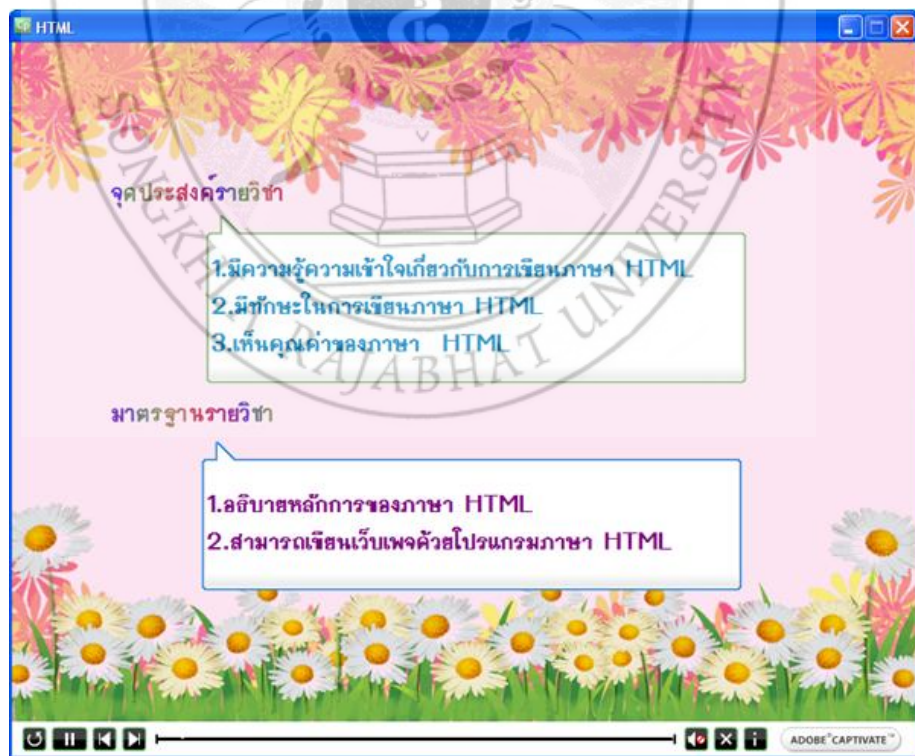 HTML
จุดประสงค์รายวิชา
1.มีความรู้ความเข้าใจเกี่ยวกับการเขียนภาษา HTML
2.มีทักษะในการเขียนภาษา HTML
3.เห็นคุณค่าของภาษา HTML
มาตรฐานรายวิชา
1.อธิบายหลักการของภาษา HTML
2.สามารถเขียนเว็บเพจด้วยโปรแกรมภาษา HTML
SONGKHLA RAJABHAT UNIVERSITY
ADOBE® CAPTIVATE™